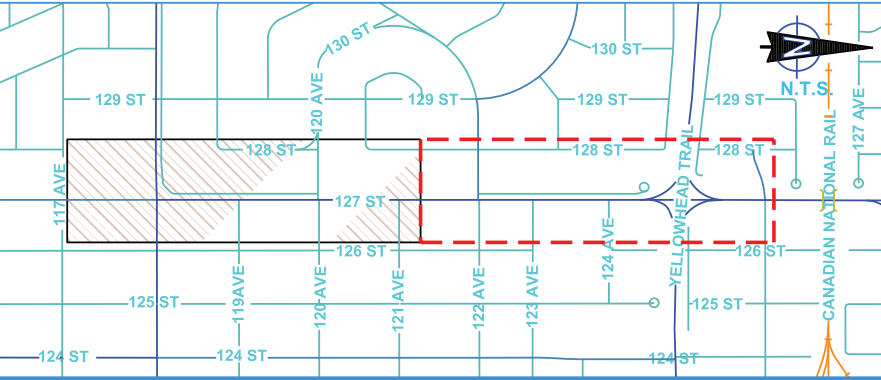 130 ST
130 ST
N
N.T.S.
129 ST
120 AVE
129 ST
129 ST
129 ST
127 AVE
128 ST
128 ST
128 ST
117 AVE
127 ST
YELLOWHEAD TRAIL
CANADIAN NATIONAL RAIL
126 ST
124 AVE
126 ST
125 ST
119AVE
120 AVE
121 AVE
122 AVE
123 AVE
125 ST
124 ST
124 ST
124 ST